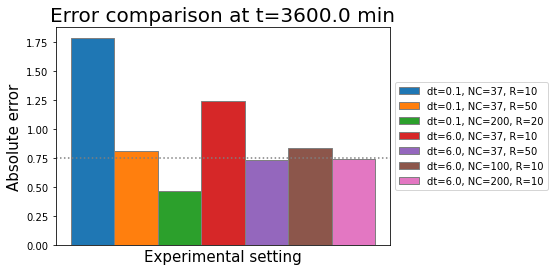 Error comparison at t=3600.0 min
Absolute error
1.75
1.50
1.25
1.00
0.75
0.50
0.25
0.00
Experimental setting
dt=0.1, NC=37, R=10
dt=0.1, NC=37, R=50
dt=0.1, NC=200, R=20
dt=6.0, NC=37, R=10
dt=6.0, NC=37, R=50
dt=6.0, NC=100, R=10
dt=6.0, NC=200, R=10